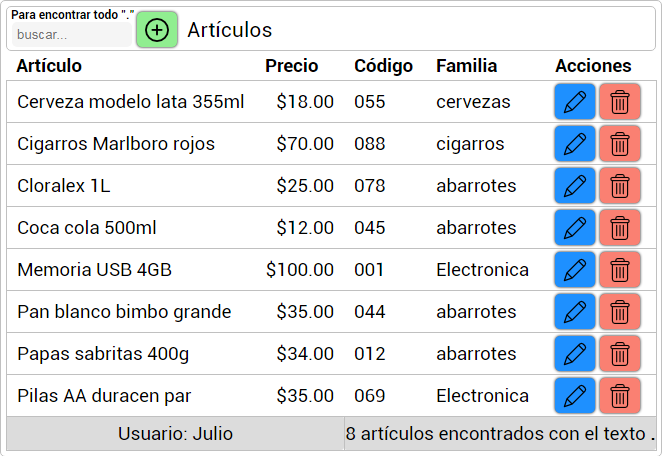 Para encontrar todo "."
buscar...
Artículos
Artículo Precio Código Familia Acciones
Cerveza modelo lata 355ml $18.00 055 cervezas
Cigarros Marlboro rojos $70.00 088 cigarros
Cloralex 1L $25.00 078 abarrotes
Coca cola 500ml $12.00 045 abarrotes
Memoria USB 4GB $100.00 001 Electronica
Pan blanco bimbo grande $35.00 044 abarrotes
Papas sabritas 400g $34.00 012 abarrotes
Pilas AA duracen par $35.00 069 Electronica
Usuario: Julio 8 artículos encontrados con el texto .